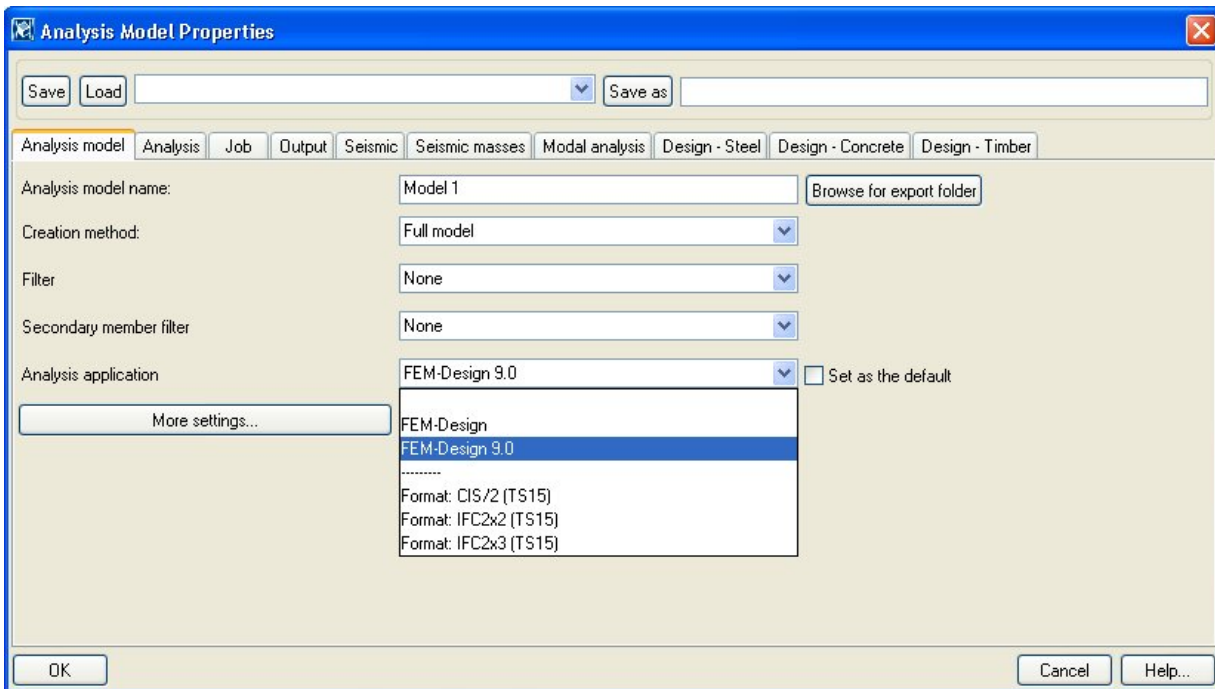 Analysis Model Properties
Save Load Save as
Analysis model Analysis Job Output Seismic Seismic masses Modal analysis Design - Steel Design - Concrete Design - Timber
Analysis model name: Model 1 Browse for export folder
Creation method: Full model
Filter None
Secondary member filter None
Analysis application FEM-Design 9.0 Set as the default
More settings...
FEM-Design
FEM-Design 9.0
---------
Format: CIS/2 (TS15)
Format: IFC2x2 (TS15)
Format: IFC2x3 (TS15)
OK Cancel Help...